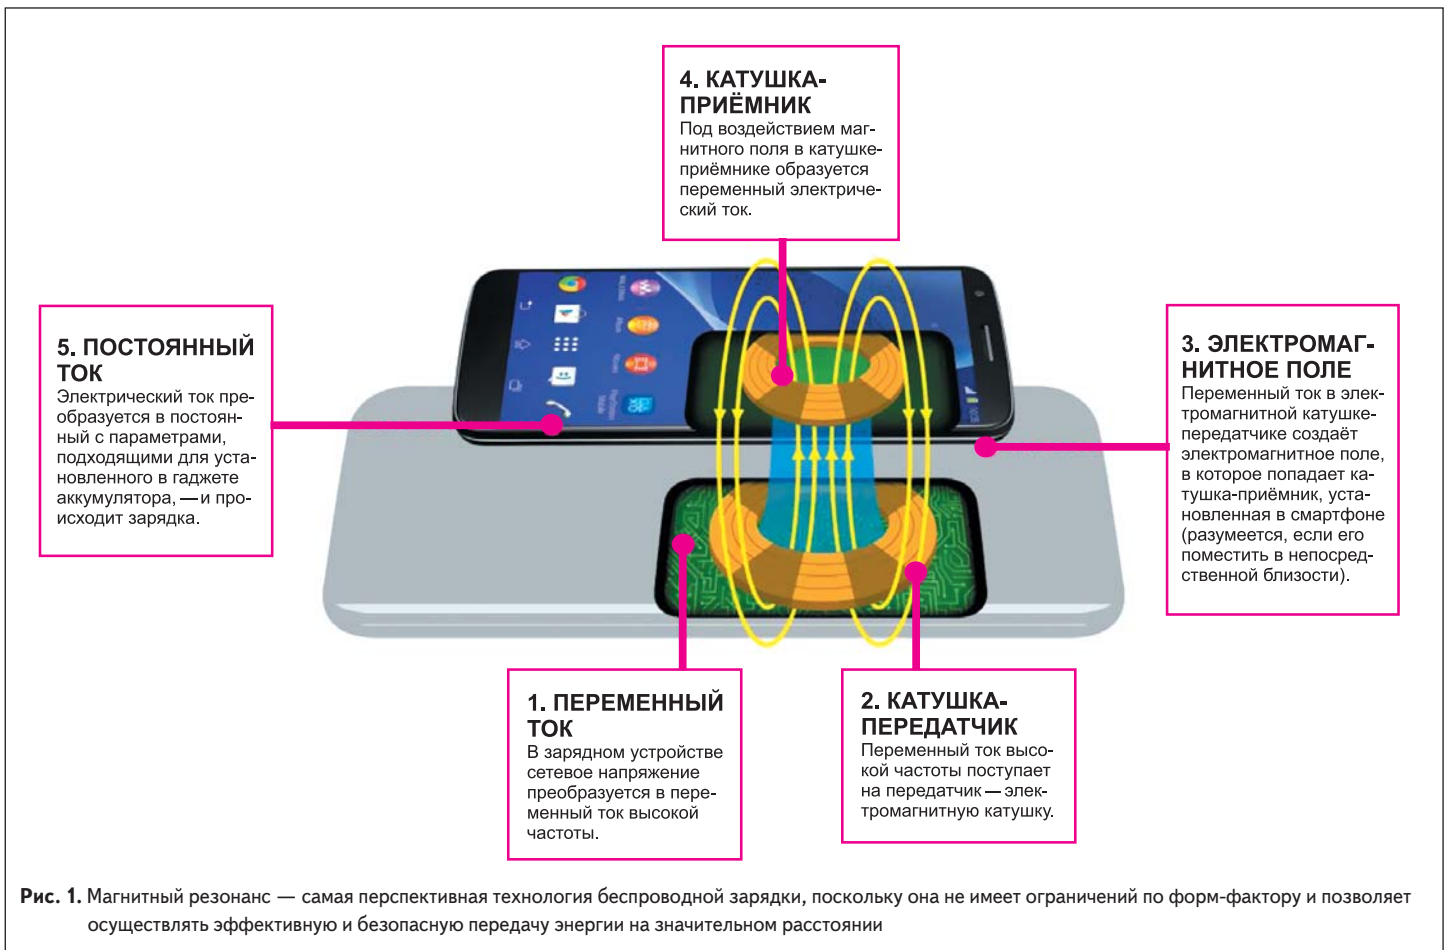 4. КАТУШКА-
ПРИЁМНИК
Под воздействием маг-
нитного поля в катушке-
приёмнике образуется
переменный электриче-
ский ток.
5. ПОСТОЯННЫЙ
ТОК
Электрический ток пре-
образуется в постоян-
ный с параметрами,
подходящими для уста-
новленного в гаджете
аккумулятора, — и про-
исходит зарядка.
3. ЭЛЕКТРОМАГ-
НИТНОЕ ПОЛЕ
Переменный ток в элек-
тромагнитной катушке-
передатчике создаёт
электромагнитное поле,
в которое попадает ка-
тушка-приёмник, уста-
новленная в смартфоне
(разумеется, если его
поместить в непосред-
ственной близости).
1. ПЕРЕМЕННЫЙ
ТОК
В зарядном устройстве
сетевое напряжение
преобразуется в пере-
менный ток высокой
частоты.
2. КАТУШКА-
ПЕРЕДАТЧИК
Переменный ток высо-
кой частоты поступает
на передатчик — элек-
тромагнитную катушку.
Рис. 1. Магнитный резонанс — самая перспективная технология беспроводной зарядки, поскольку она не имеет ограничений по форм-фактору и позволяет
осуществлять эффективную и безопасную передачу энергии на значительном расстоянии